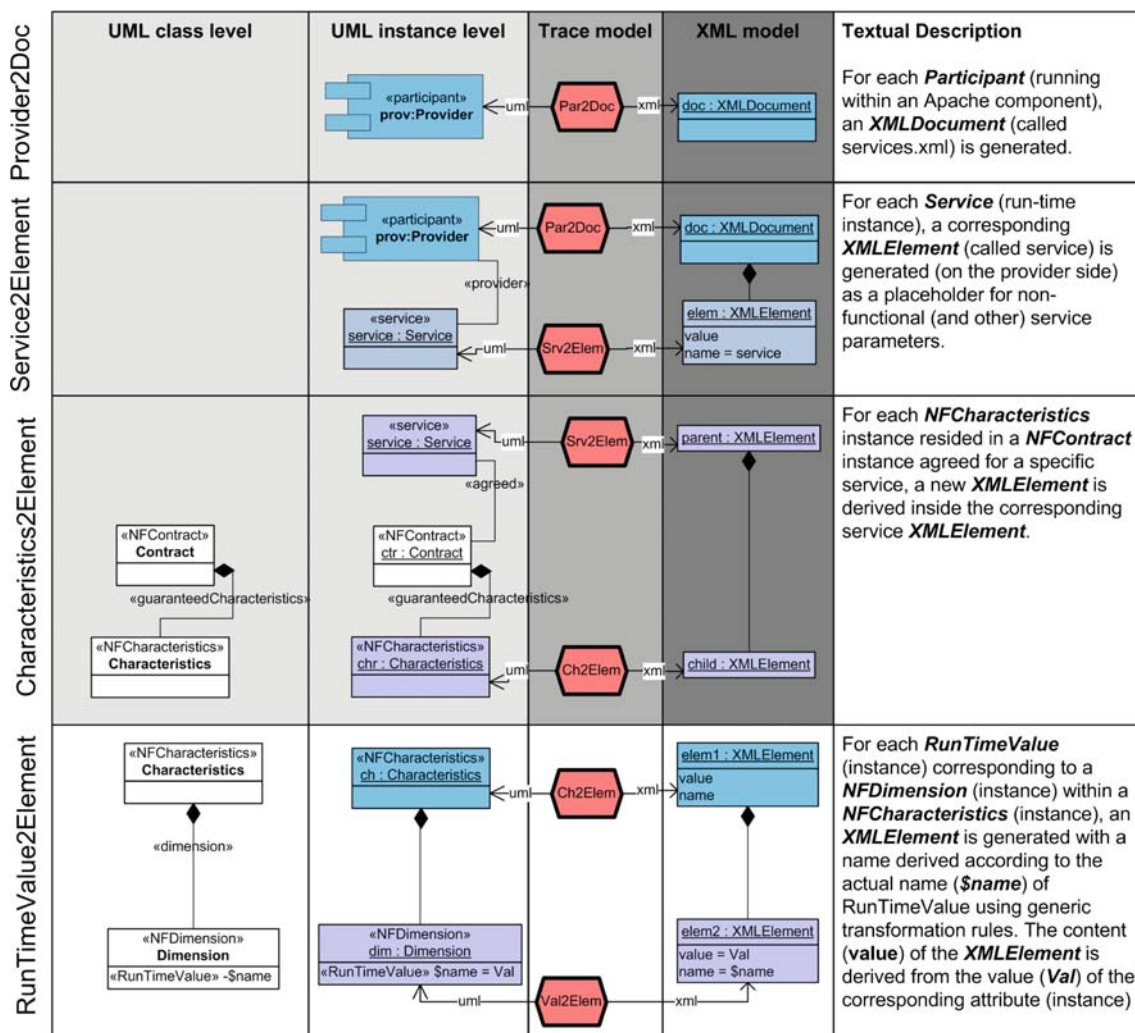 UML class level
UML instance level
Trace model
XML model
Textual Description
Provider2Doc
«participant»
prov:Provider
uml
Par2Doc
xml
doc : XMLDocument
For each Participant (running
within an Apache component),
an XMLDocument (called
services.xml) is generated.
Service2Element
«participant»
prov:Provider
uml
Par2Doc
xml
doc : XMLDocument
«provider»
«service»
service : Service
uml
Srv2Elem
xml
elem : XMLElement
value
name = service
For each Service (run-time
instance), a corresponding
XMLElement (called service) is
generated (on the provider side)
as a placeholder for non-
functional (and other) service
parameters.
Characteristics2Element
«NFContract»
Contract
«guaranteedCharacteristics»
«NFCharacteristics»
Characteristics
«service»
service : Service
uml
Srv2Elem
xml
parent : XMLElement
«agreed»
«NFContract»
ctr : Contract
«guaranteedCharacteristics»
«NFCharacteristics»
chr : Characteristics
uml
Ch2Elem
xml
child : XMLElement
For each NFCharacteristics
instance resided in a NFContract
instance agreed for a specific
service, a new XMLElement is
derived inside the corresponding
service XMLElement.
RunTimeValue2Element
«NFCharacteristics»
Characteristics
«dimension»
«NFDimension»
Dimension
«RunTimeValue» -$name
«NFCharacteristics»
ch : Characteristics
uml
Ch2Elem
xml
elem1 : XMLElement
value
name
«NFDimension»
dim : Dimension
«RunTimeValue» $name = Val
uml
Val2Elem
xml
elem2 : XMLElement
value = Val
name = $name
For each RunTimeValue
(instance) corresponding to a
NFDimension (instance) within a
NFCharacteristics (instance), an
XMLElement is generated with a
name derived according to the
actual name ($name) of
RunTimeValue using generic
transformation rules. The content
(value) of the XMLElement is
derived from the value (Val) of the
corresponding attribute (instance)